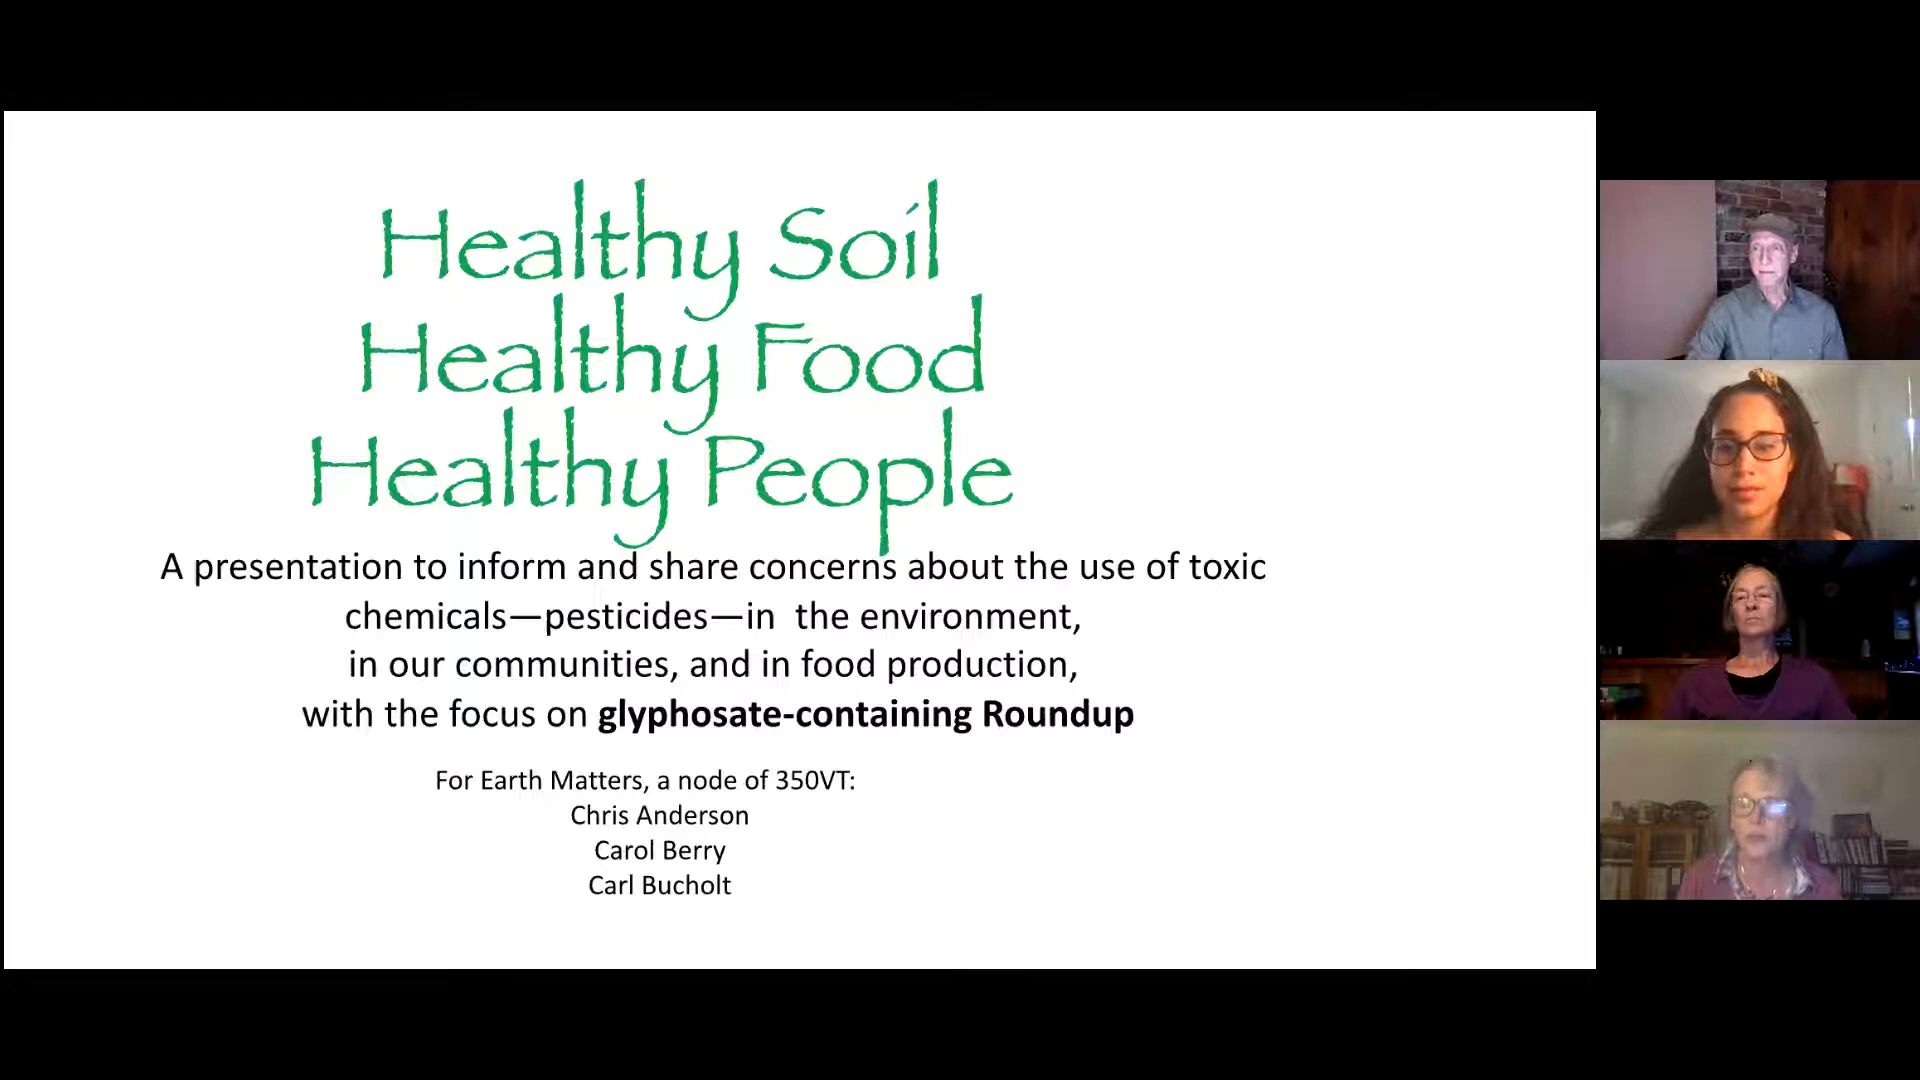 Healthy Soil
Healthy Food
Healthy People
A presentation to inform and share concerns about the use of toxic
chemicals—pesticides—in  the environment,
in our communities, and in food production,
with the focus on glyphosate-containing Roundup
For Earth Matters, a node of 350VT:
Chris Anderson
Carol Berry
Carl Bucholt